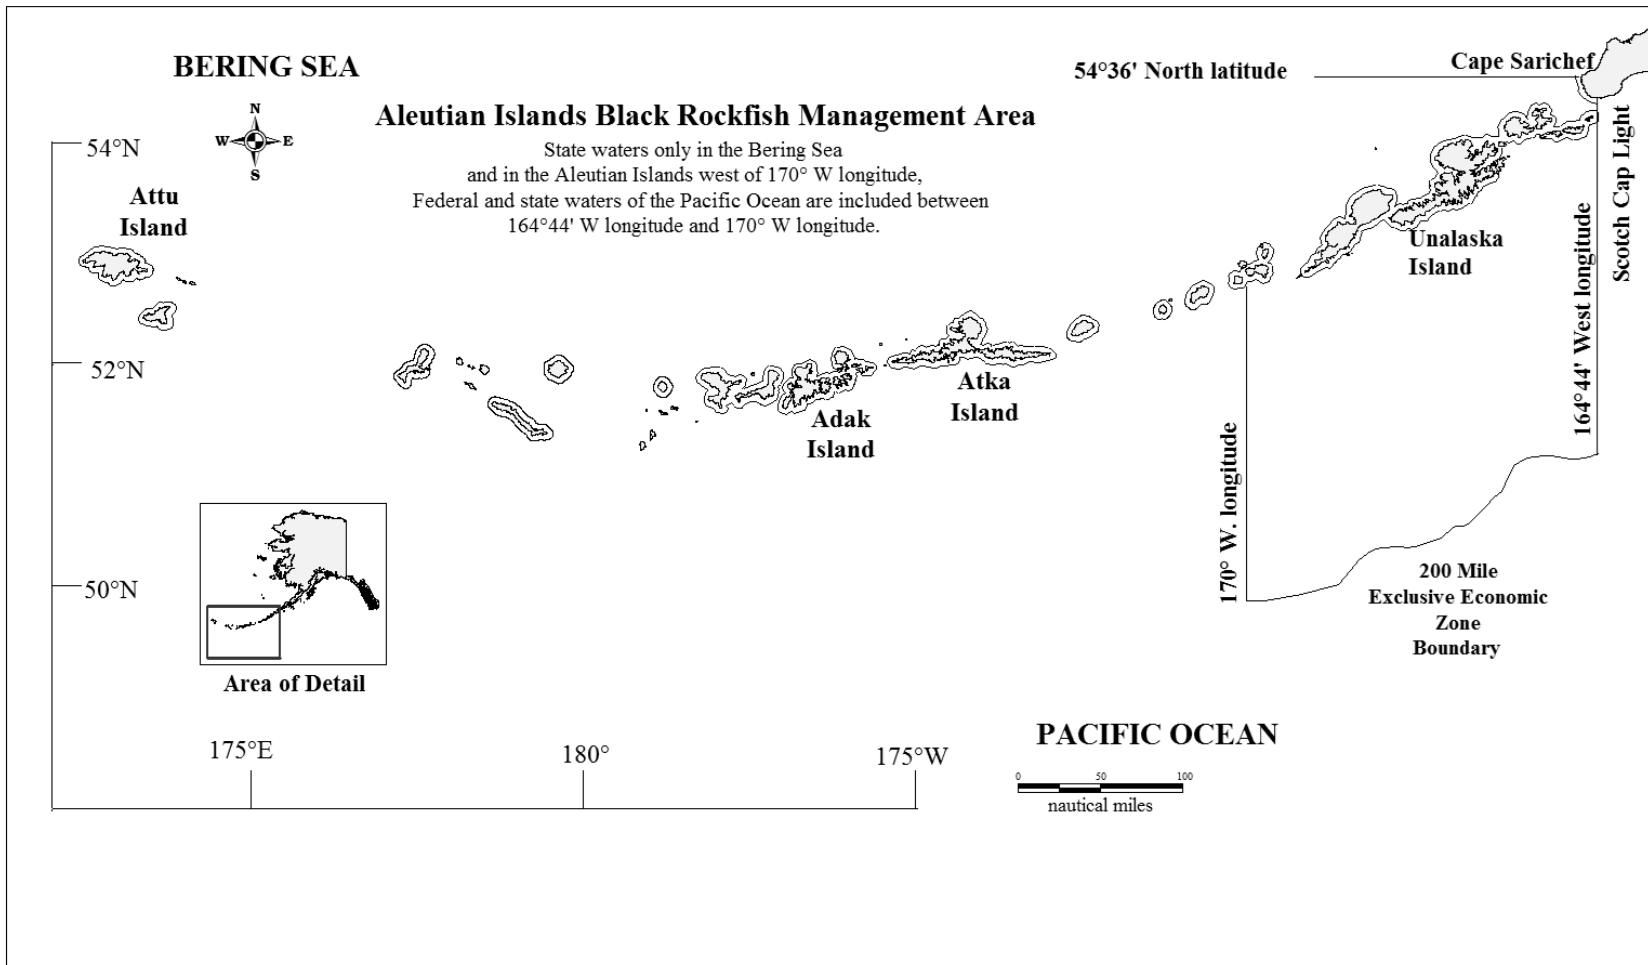 BERING SEA
54°36' North latitude
Cape Sarichef
N
W
E
S
Aleutian Islands Black Rockfish Management Area
State waters only in the Bering Sea
and in the Aleutian Islands west of 170° W longitude,
Federal and state waters of the Pacific Ocean are included between
164°44' W longitude and 170° W longitude.
54°N
Attu
Island
Scotch Cap Light
Unalaska
Island
164°44' West longitude
52°N
Atka
Island
Adak
Island
170° W. longitude
50°N
200 Mile
Exclusive Economic
Zone
Boundary
Area of Detail
PACIFIC OCEAN
175°E
180°
175°W
0
50
100
nautical miles